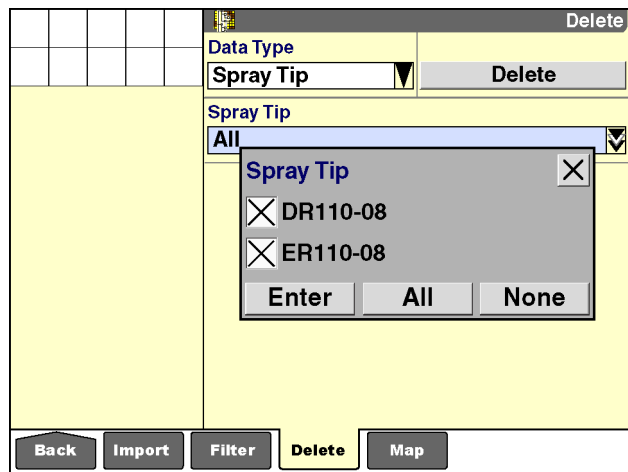 Delete
Data Type
Spray Tip
Delete
Spray Tip
All
Spray Tip
DR110-08
ER110-08
Enter All None
Back Import Filter Delete Map